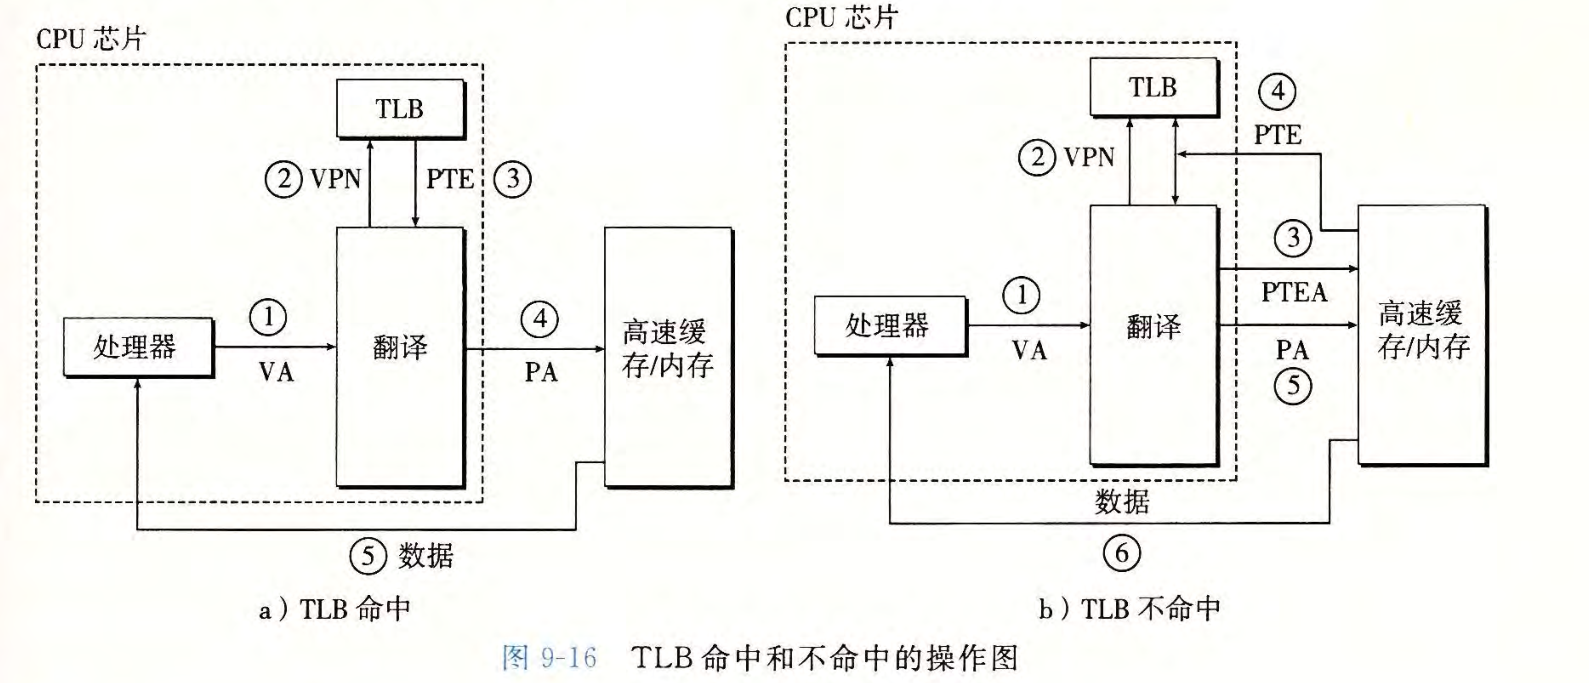 CPU 芯片
TLB
② VPN
PTE ③
处理器
①
VA
翻译
④
PA
高速缓
存/内存
⑤ 数据
a）TLB 命中
CPU 芯片
TLB
④
PTE
② VPN
③
PTEA
处理器
①
VA
翻译
PA
⑤
高速缓
存/内存
数据
⑥
b）TLB 不命中
图 9-16 TLB 命中和不命中的操作图